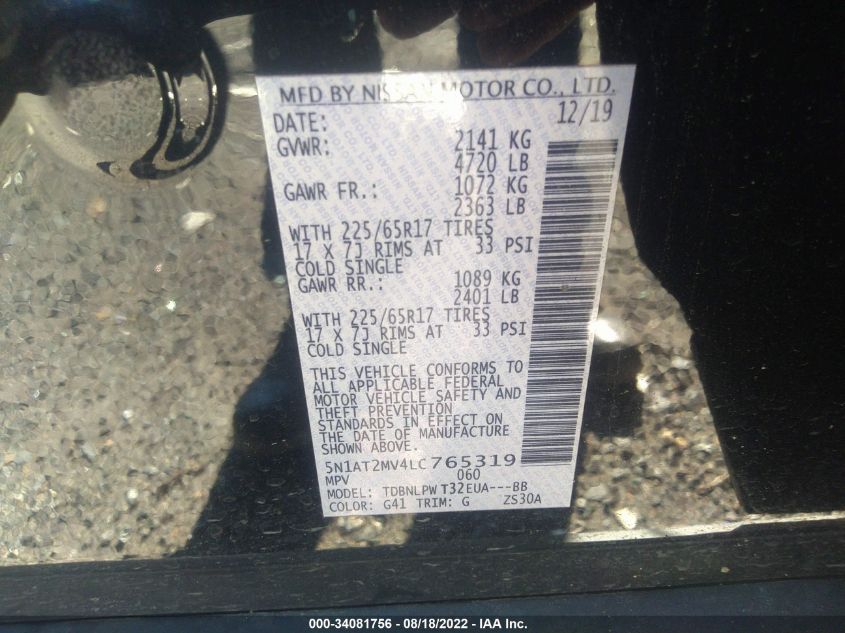 MFD BY NISSAN MOTOR CO., LTD.
DATE: 12/19
GVWR: 2141 KG
4720 LB
GAWR FR.: 1072 KG
2363 LB
WITH 225/65R17 TIRES
17 X 7J RIMS AT 33 PSI
COLD SINGLE
GAWR RR.: 1089 KG
2401 LB
WITH 225/65R17 TIRES
17 X 7J RIMS AT 33 PSI
COLD SINGLE
THIS VEHICLE CONFORMS TO
ALL APPLICABLE FEDERAL
MOTOR VEHICLE SAFETY AND
THEFT PREVENTION
STANDARDS IN EFFECT ON
THE DATE OF MANUFACTURE
SHOWN ABOVE.
5N1AT2MV4LC 765319
MPV 060
MODEL: TDBNLPW T32EUA---BB
COLOR: G41 TRIM: G ZS30A
000-34081756 - 08/18/2022 - IAA Inc.